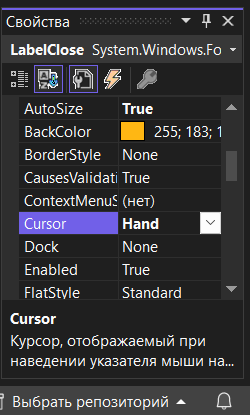 Свойства
LabelClose System.Windows.Fo
AutoSize True
BackColor 255; 183; 1
BorderStyle None
CausesValidati True
ContextMenuS (нет)
Cursor Hand
Dock None
Enabled True
FlatStyle Standard
Cursor
Курсор, отображаемый при
наведении указателя мыши на...
Выбрать репозиторий